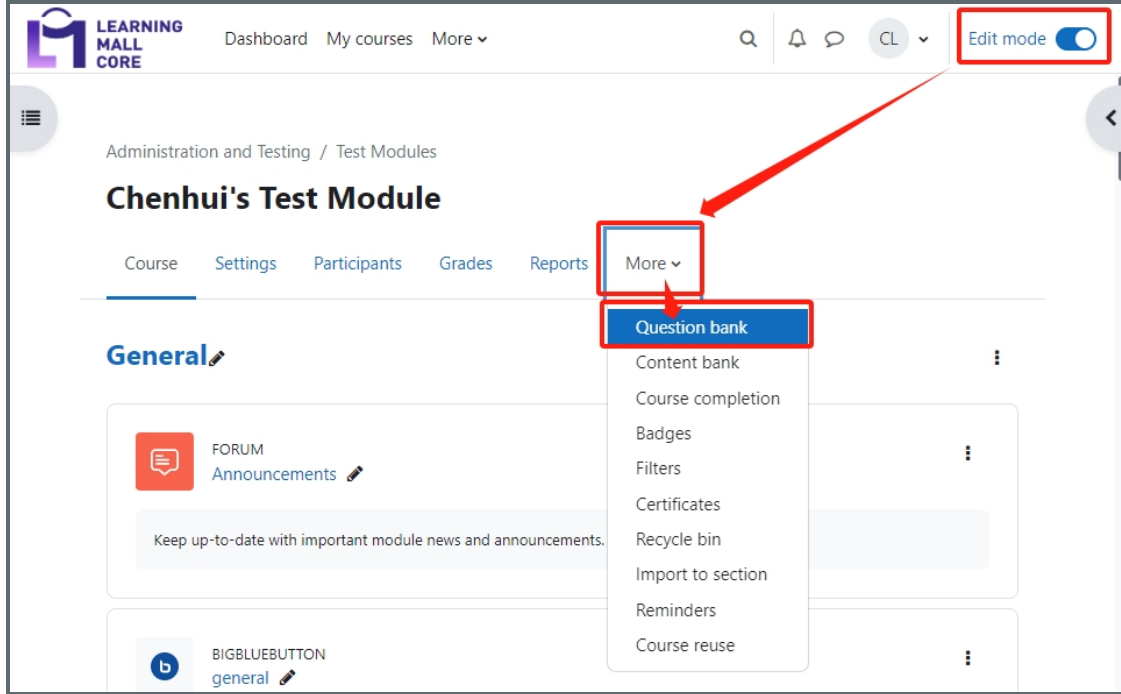 LEARNING
MALL
CORE
Dashboard My courses More
CL
Edit mode
Administration and Testing / Test Modules
Chenhui's Test Module
Course Settings Participants Grades Reports More
Question bank
Content bank
Course completion
Badges
Filters
Certificates
Recycle bin
Import to section
Reminders
Course reuse
General
FORUM
Announcements
Keep up-to-date with important module news and announcements.
BIGBLUEBUTTON
b
general